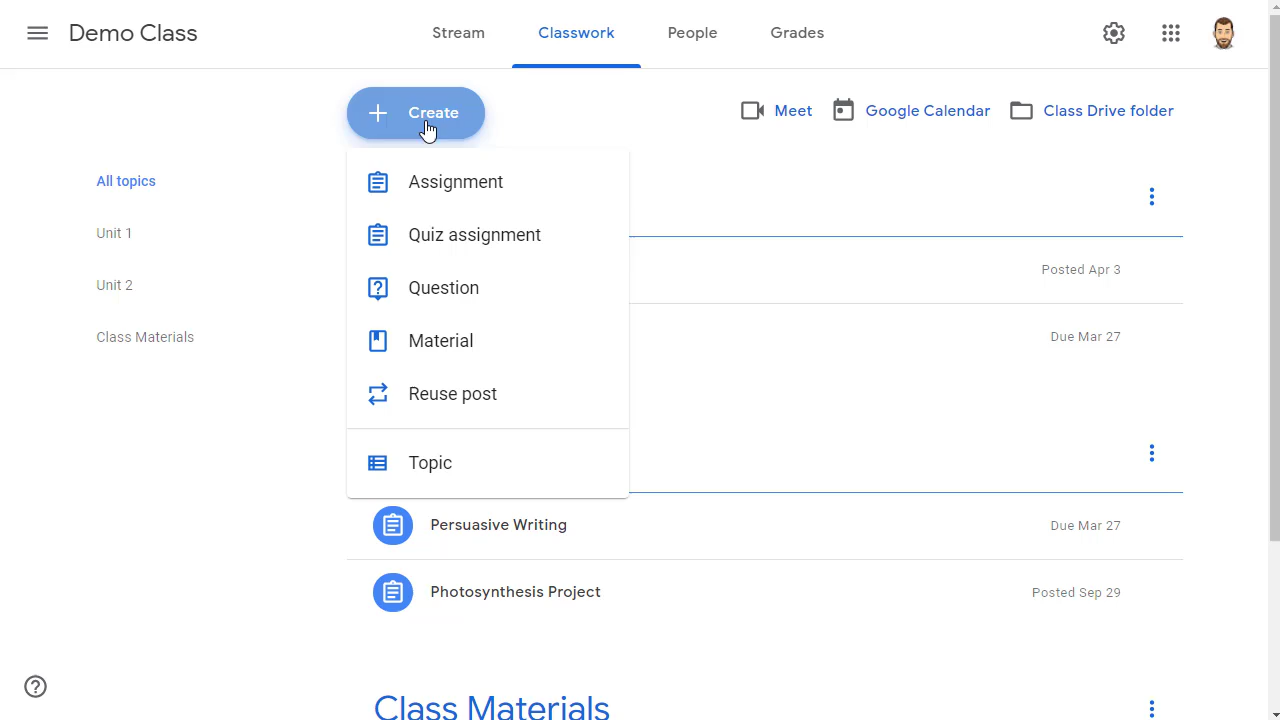 Demo Class
Stream
Classwork
People
Grades
Create
Meet
Google Calendar
Class Drive folder
All topics
Unit 1
Unit 2
Class Materials
Assignment
Quiz assignment
Question
Material
Reuse post
Topic
Posted Apr 3
Due Mar 27
Persuasive Writing
Due Mar 27
Photosynthesis Project
Posted Sep 29
Class Materials